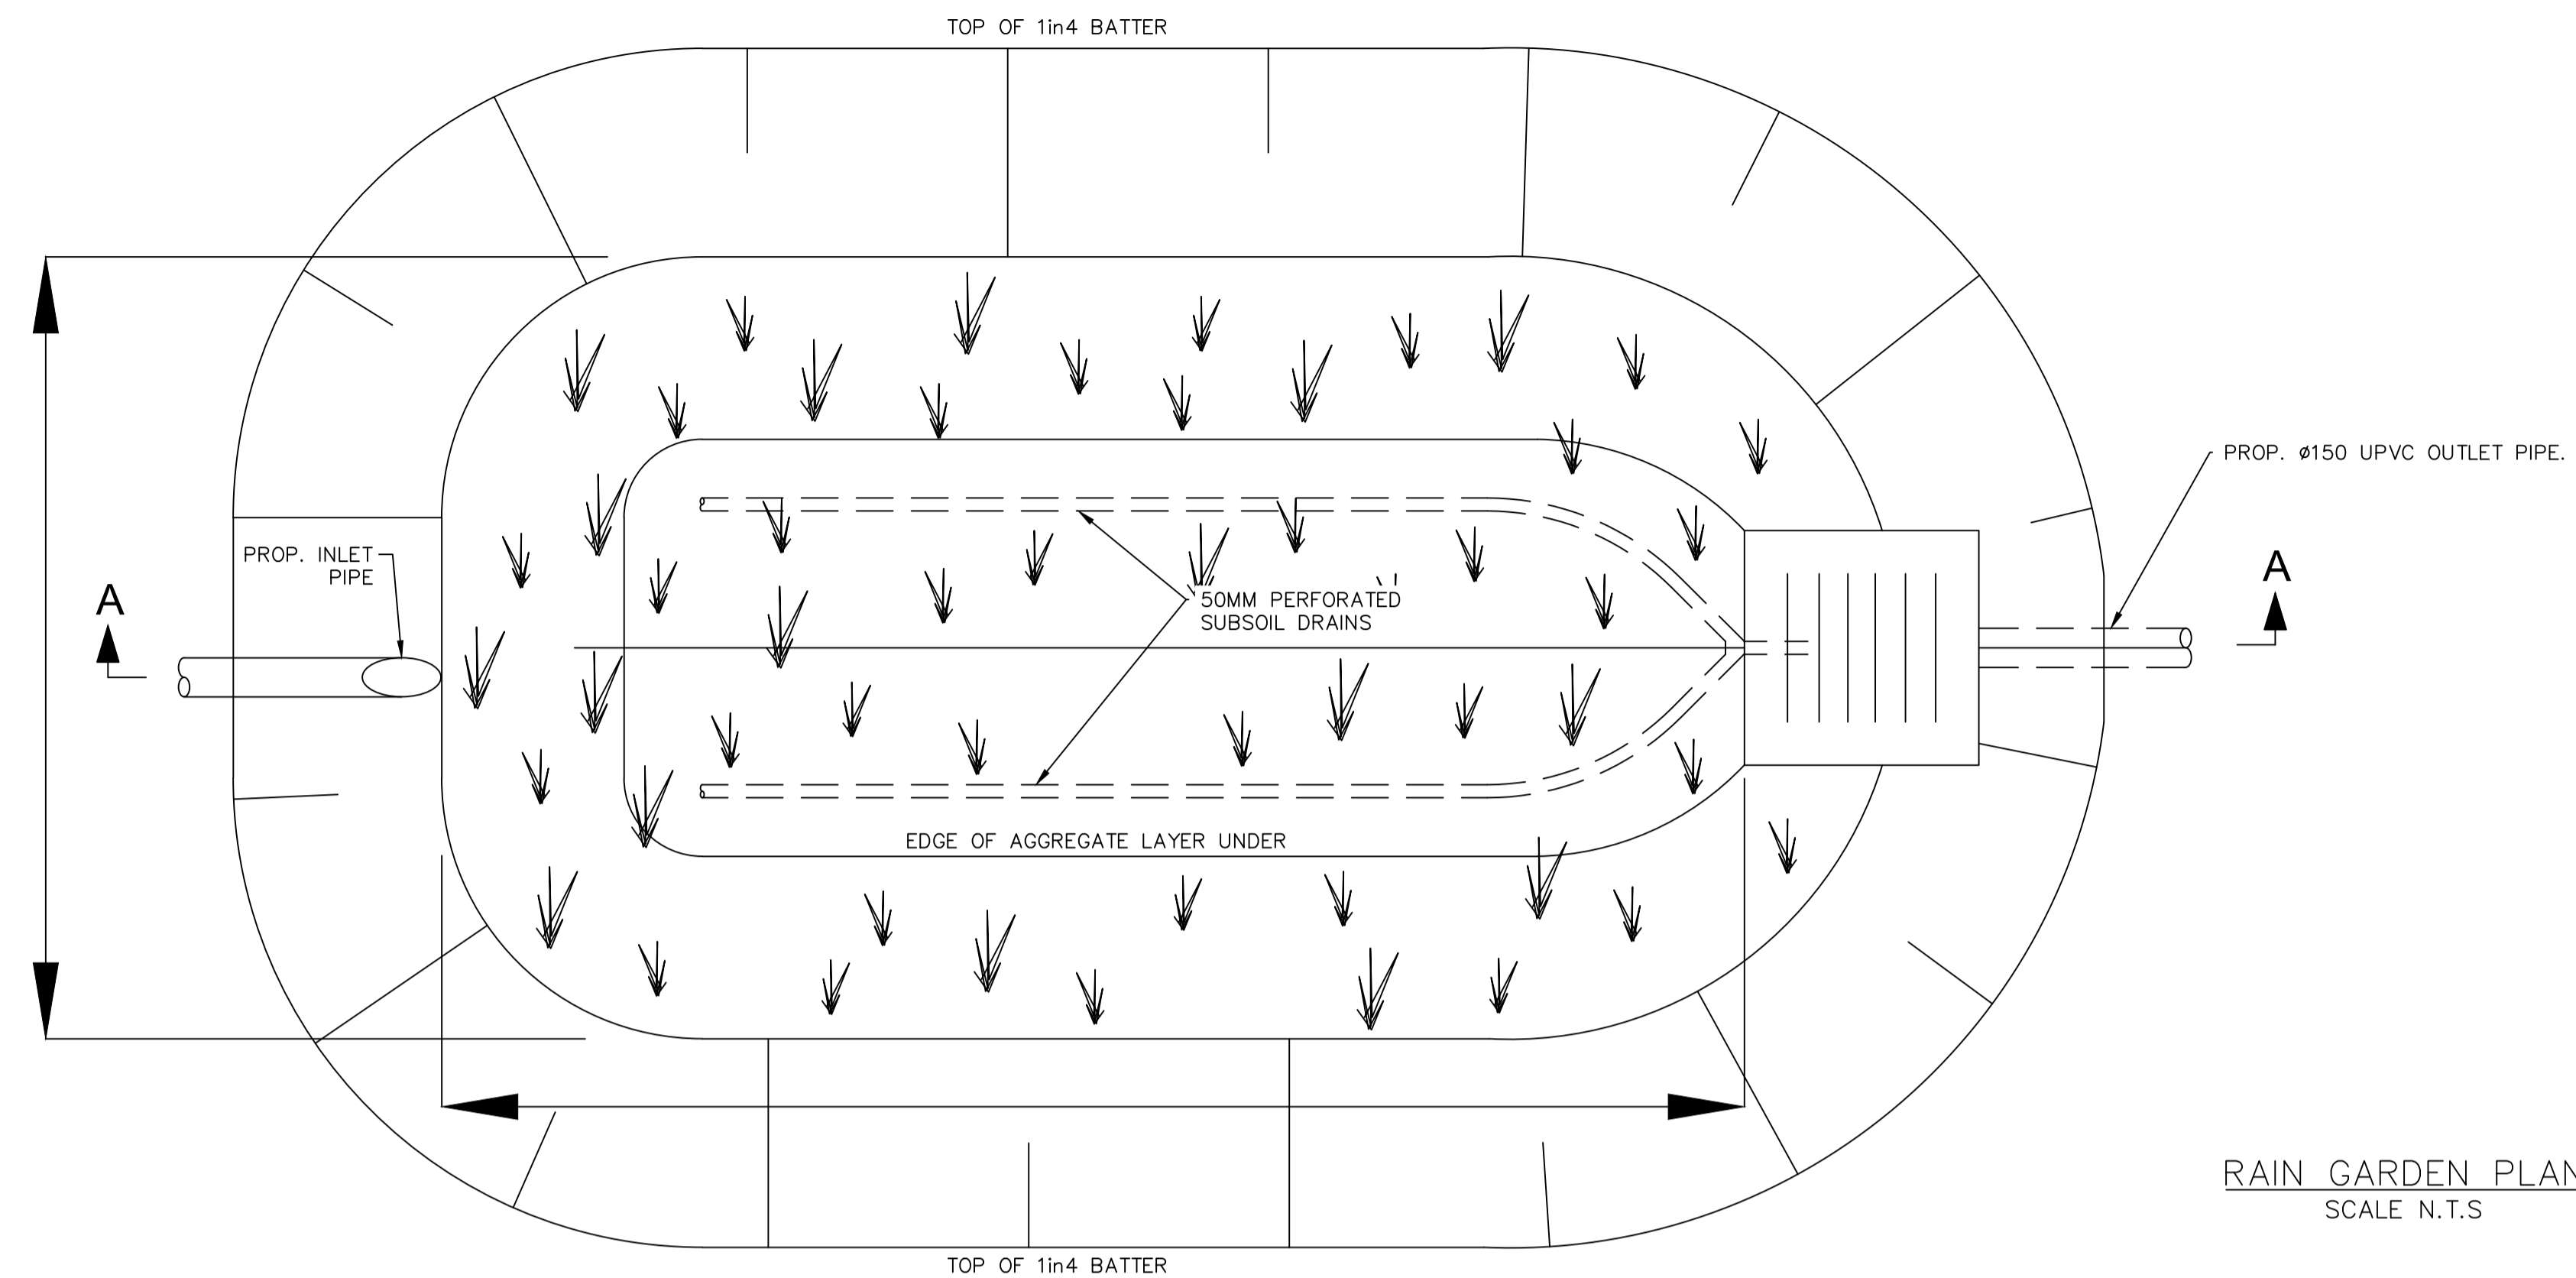 TOP OF 1in4 BATTER
PROP. Ø150 UPVC OUTLET PIPE.
PROP. INLET
PIPE
A
A
50MM PERFORATED
SUBSOIL DRAINS
EDGE OF AGGREGATE LAYER UNDER
RAIN GARDEN PLAN
SCALE N.T.S
TOP OF 1in4 BATTER